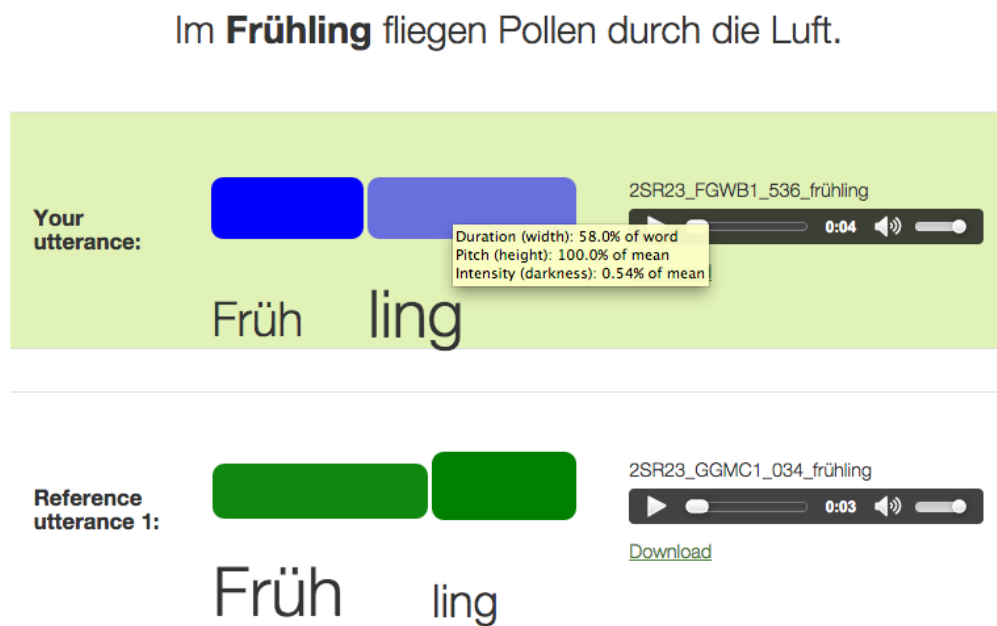 Im Frühling fliegen Pollen durch die Luft.
Your
utterance:
Früh
ling
2SR23_FGWB1_536_frühling
0:04
Duration (width): 58.0% of word
Pitch (height): 100.0% of mean
Intensity (darkness): 0.54% of mean
Reference
utterance 1:
Früh
ling
2SR23_GGMC1_034_frühling
0:03
Download